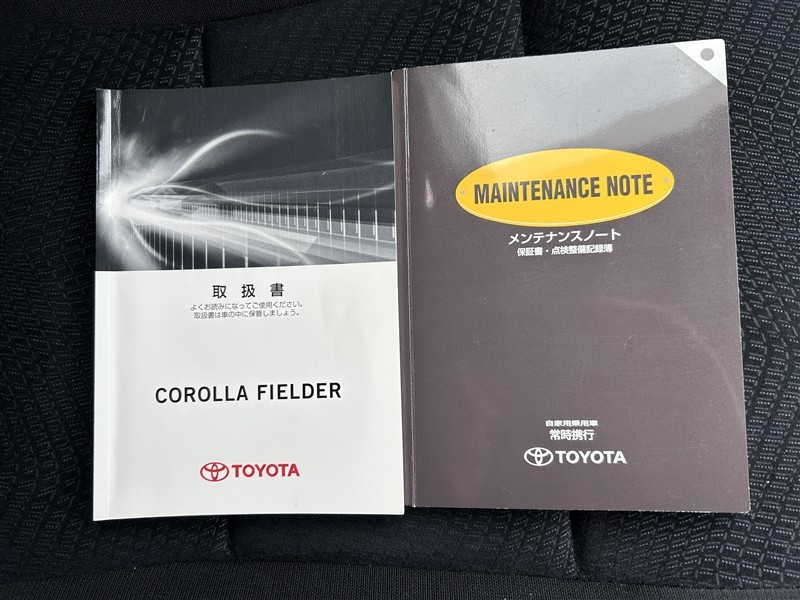 取扱書
よくお読みになってご使用ください。
取扱書は車の中に保管しましょう。
COROLLA FIELDER
TOYOTA
MAINTENANCE NOTE
メンテナンスノート
保証書・点検整備記録簿
自家用乗用車
常時携行
TOYOTA